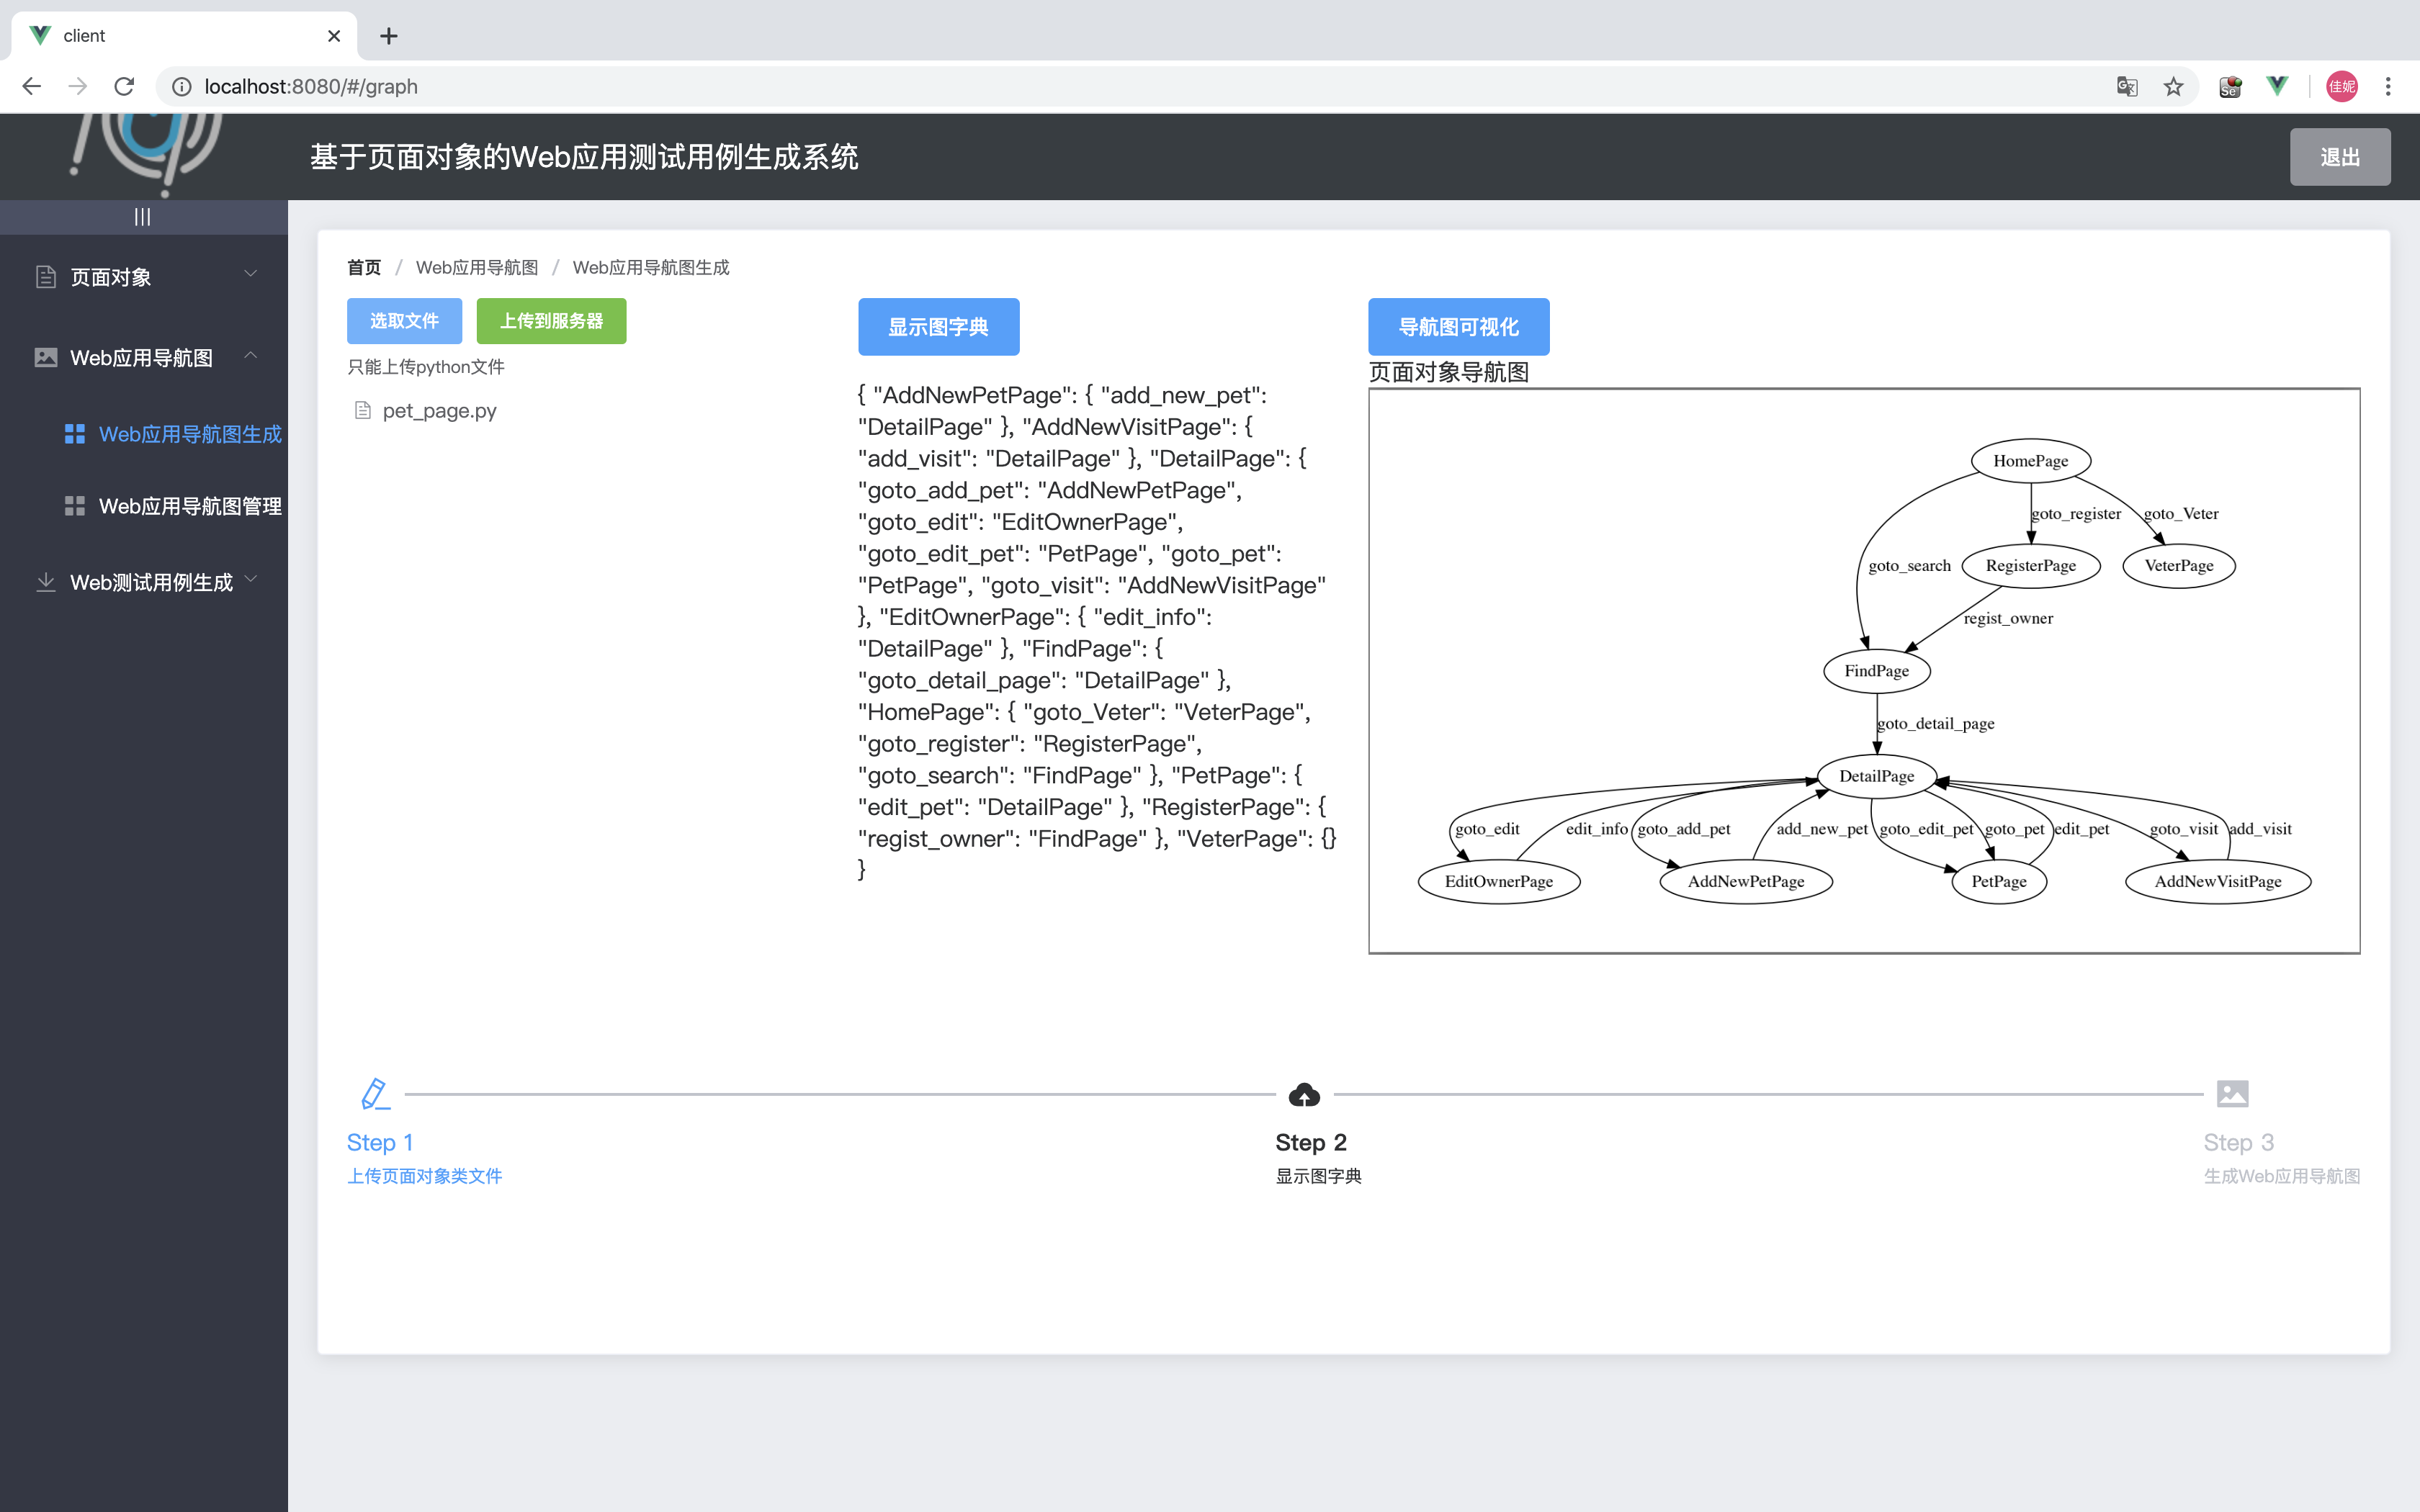 client
localhost:8080/#/graph
佳妮
基于页面对象的Web应用测试用例生成系统
退出
页面对象
Web应用导航图
Web应用导航图生成
Web应用导航图管理
Web测试用例生成
首页 / Web应用导航图 / Web应用导航图生成
选取文件
上传到服务器
只能上传python文件
pet_page.py
显示图字典
{ "AddNewPetPage": { "add_new_pet":
"DetailPage" }, "AddNewVisitPage": {
"add_visit": "DetailPage" }, "DetailPage": {
"goto_add_pet": "AddNewPetPage",
"goto_edit": "EditOwnerPage",
"goto_edit_pet": "PetPage", "goto_pet":
"PetPage", "goto_visit": "AddNewVisitPage"
}, "EditOwnerPage": { "edit_info":
"DetailPage" }, "FindPage": {
"goto_detail_page": "DetailPage" },
"HomePage": { "goto_Veter": "VeterPage",
"goto_register": "RegisterPage",
"goto_search": "FindPage" }, "PetPage": {
"edit_pet": "DetailPage" }, "RegisterPage": {
"regist_owner": "FindPage" }, "VeterPage": {}
}
导航图可视化
页面对象导航图
HomePage
goto_register
goto_Veter
goto_search
RegisterPage
VeterPage
regist_owner
FindPage
goto_detail_page
DetailPage
goto_edit
edit_info
goto_add_pet
add_new_pet
goto_edit_pet
goto_pet
edit_pet
goto_visit
add_visit
EditOwnerPage
AddNewPetPage
PetPage
AddNewVisitPage
Step 1
上传页面对象类文件
Step 2
显示图字典
Step 3
生成Web应用导航图